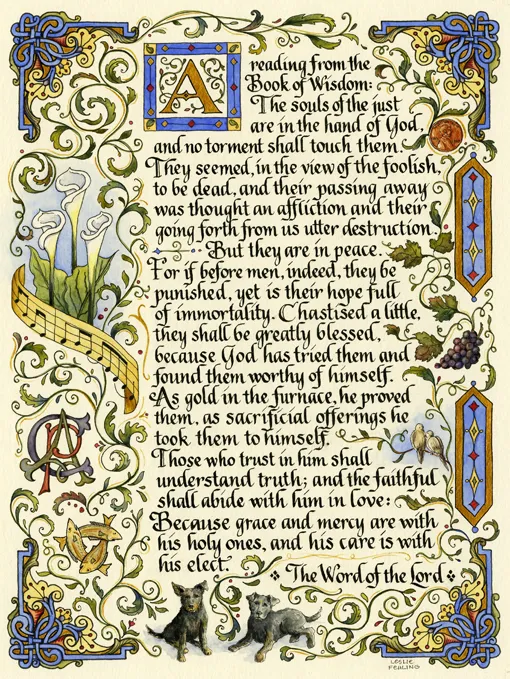 A reading from the
Book of Wisdom:
The souls of the just
are in the hand of God,
and no torment shall touch them.
They seemed, in the view of the foolish,
to be dead, and their passing away
was thought an affliction and their
going forth from us utter destruction.
But they are in peace.
For if before men, indeed, they be
punished, yet is their hope full
of immortality. Chastised a little,
they shall be greatly blessed,
because God has tried them and
found them worthy of himself.
As gold in the furnace, he proved
them, as sacrificial offerings he
took them to himself.
Those who trust in him shall
understand truth; and the faithful
shall abide with him in love:
Because grace and mercy are with
his holy ones, and his care is with
his elect.
The Word of the Lord
LESLIE
FEHLING